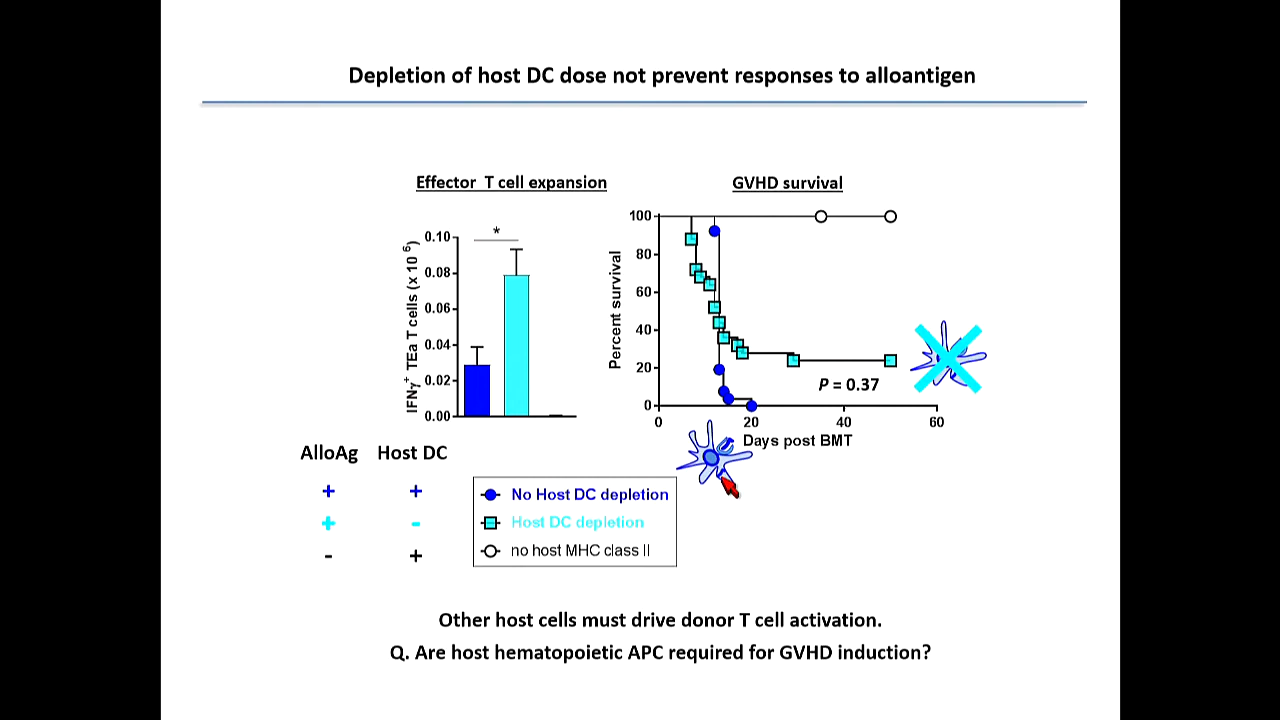 Depletion of host DC dose not prevent responses to alloantigen
Effector T cell expansion
GVHD survival
*
IFNγ+ TEa T cells (x 10 6)
0.10
0.08
0.06
0.04
0.02
0.00
Percent survival
100
80
60
40
20
0
P = 0.37
0 20 40 60
Days post BMT
AlloAg Host DC
+ +
+ -
- +
No Host DC depletion
Host DC depletion
no host MHC class II
Other host cells must drive donor T cell activation.
Q. Are host hematopoietic APC required for GVHD induction?